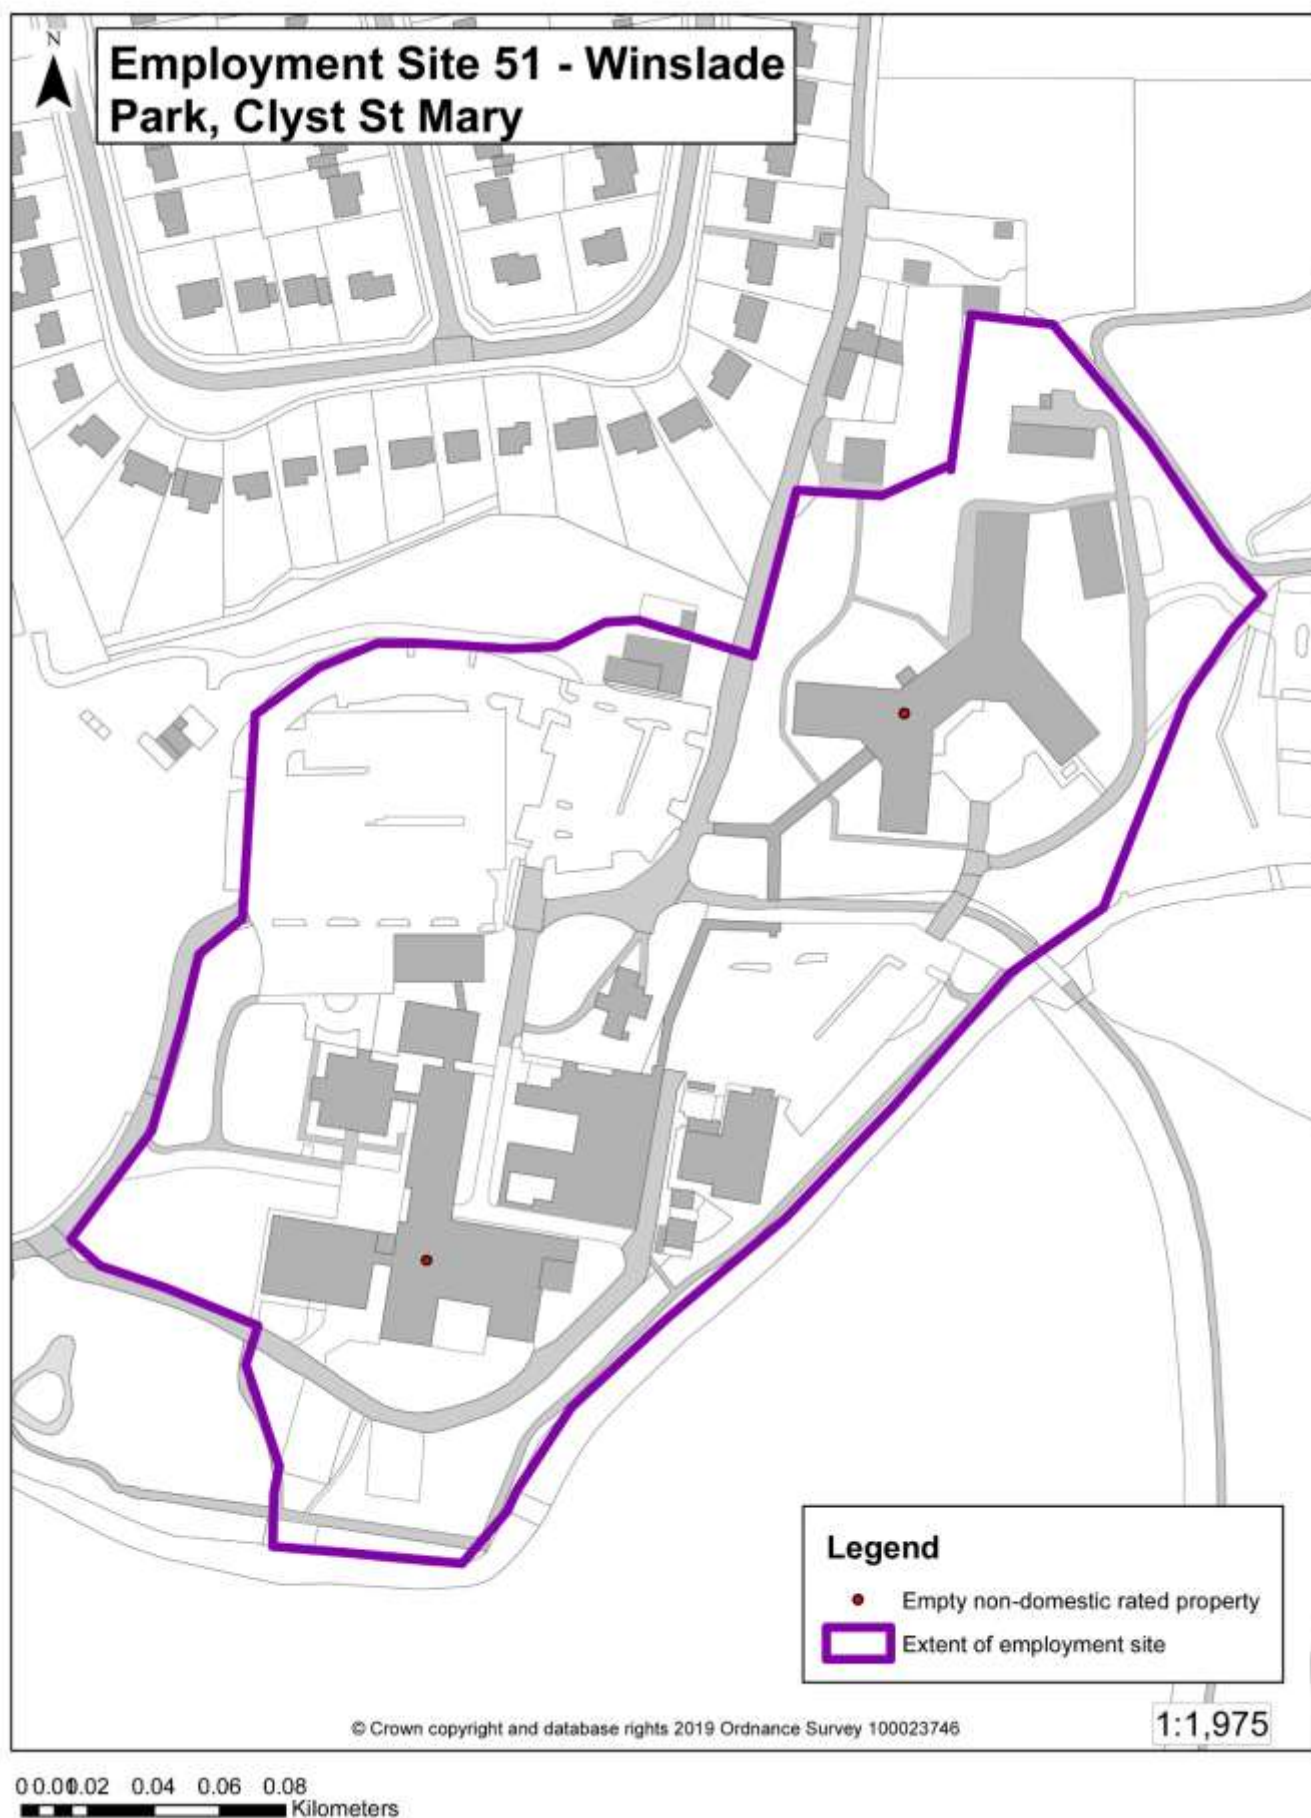 N
Employment Site 51 - Winslade
Park, Clyst St Mary
Legend
Empty non-domestic rated property
Extent of employment site
© Crown copyright and database rights 2019 Ordnance Survey 100023746
1:1,975
0 0.01 0.02 0.04 0.06 0.08
Kilometers